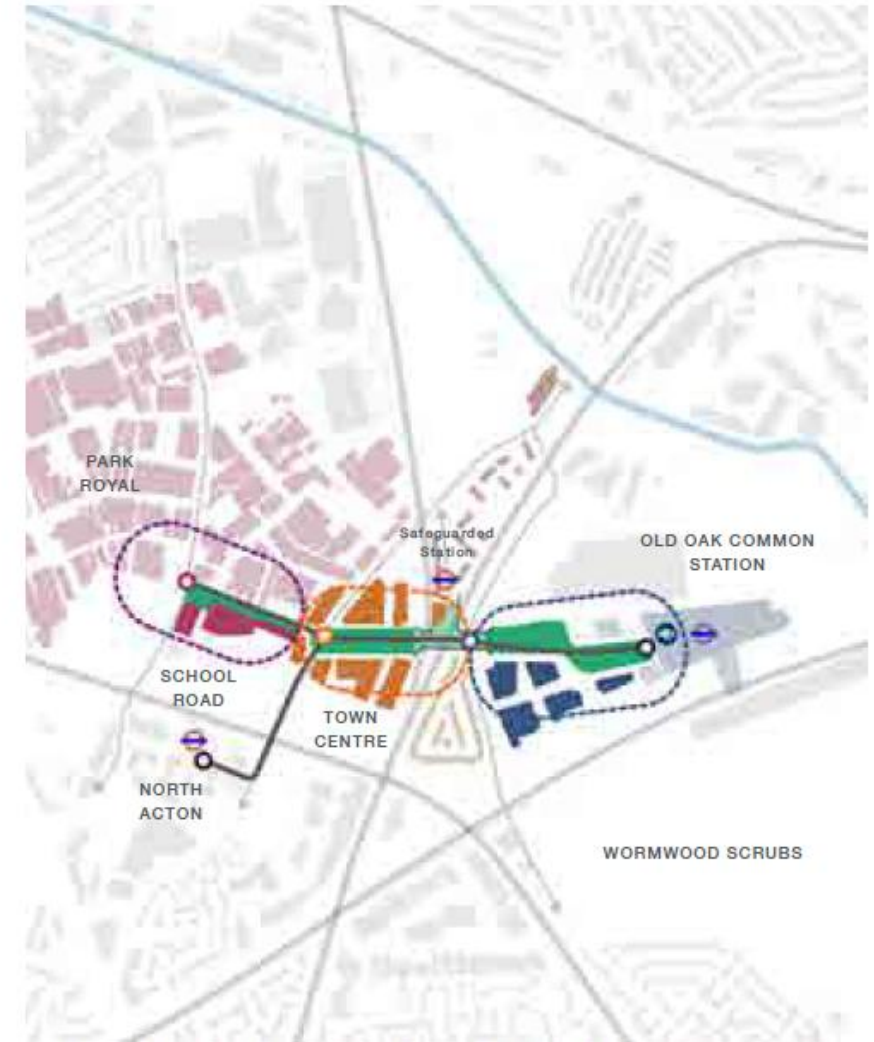 PARK
ROYAL
Safeguarded
Station
OLD OAK COMMON
STATION
SCHOOL
ROAD
TOWN
CENTRE
NORTH
ACTON
WORMWOOD SCRUBS